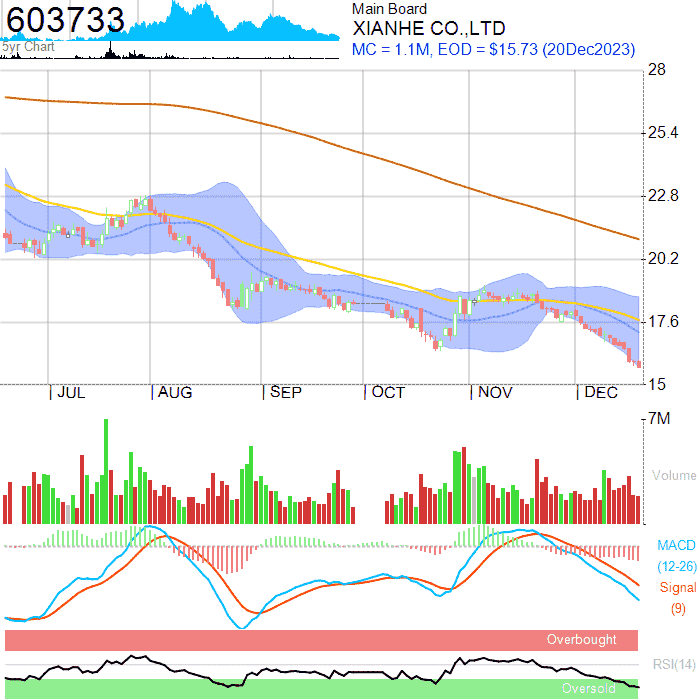 603733
5yr Chart
Main Board
XIANHE CO.,LTD
MC = 1.1M, EOD = $15.73 (20Dec2023)
28
25.4
22.8
20.2
17.6
15
JUL AUG SEP OCT NOV DEC
7M
Volume
MACD
(12-26)
Signal
(9)
Overbought
RSI(14)
Oversold